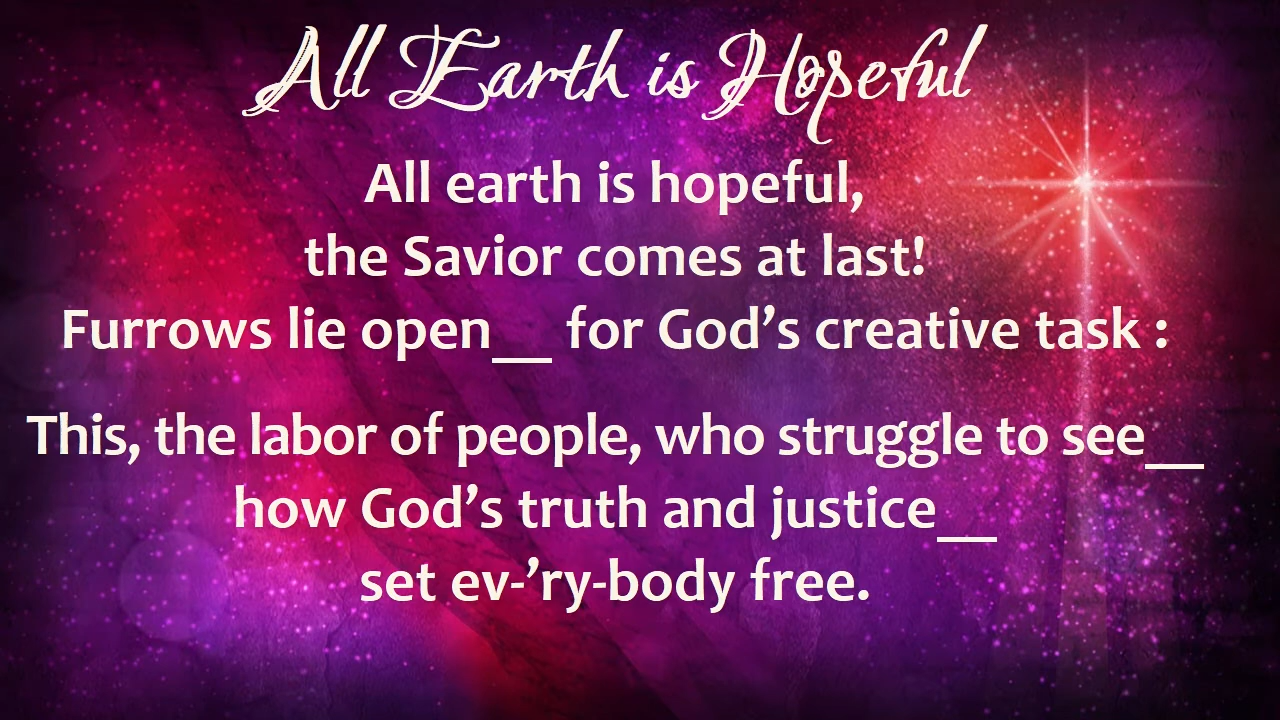 All Earth is Hopeful
All earth is hopeful,
the Savior comes at last!
Furrows lie open__ for God’s creative task :
This, the labor of people, who struggle to see__
how God’s truth and justice__
set ev-’ry-body free.